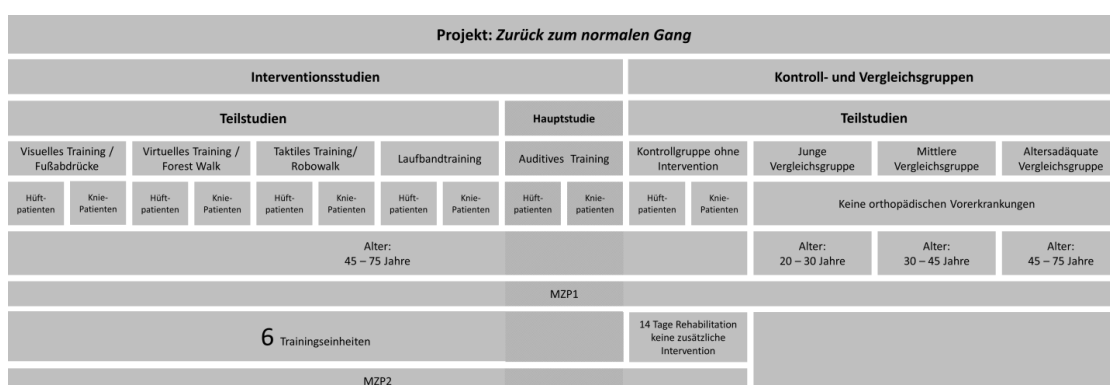 Projekt: Zurück zum normalen Gang
Interventionsstudien
Kontroll- und Vergleichsgruppen
Teilstudien
Hauptstudie
Teilstudien
Visuelles Training /
Fußabdrücke
Virtuelles Training /
Forest Walk
Taktiles Training/
Robowalk
Laufbandtraining
Auditives Training
Kontrollgruppe ohne
Intervention
Junge
Vergleichsgruppe
Mittlere
Vergleichsgruppe
Altersadäquate
Vergleichsgruppe
Hüft-
patienten
Knie-
Patienten
Hüft-
patienten
Knie-
Patienten
Hüft-
patienten
Knie-
Patienten
Hüft-
patienten
Knie-
Patienten
Hüft-
patienten
Knie-
Patienten
Hüft-
patienten
Knie-
Patienten
Keine orthopädischen Vorerkrankungen
Alter:
45 – 75 Jahre
Alter:
20 – 30 Jahre
Alter:
30 – 45 Jahre
Alter:
45 – 75 Jahre
MZP1
6 Trainingseinheiten
14 Tage Rehabilitation
keine zusätzliche
Intervention
MZP2